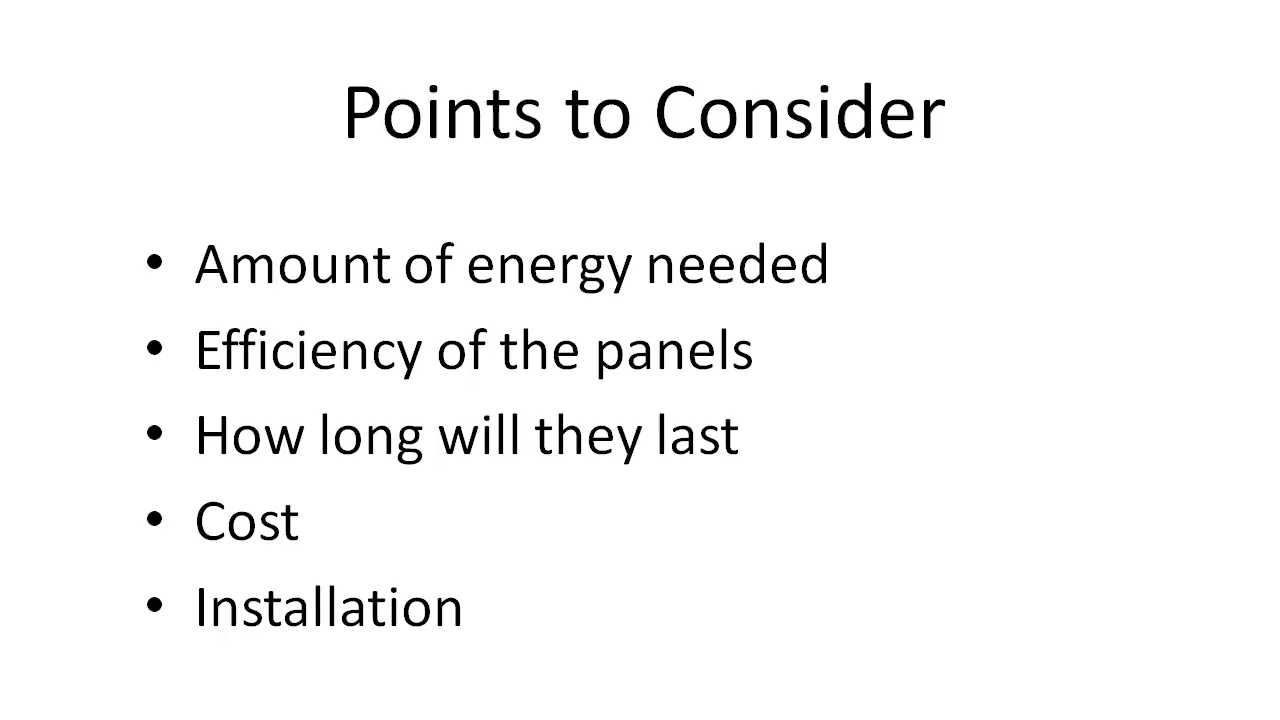 Points to Consider
• Amount of energy needed
• Efficiency of the panels
• How long will they last
• Cost
• Installation